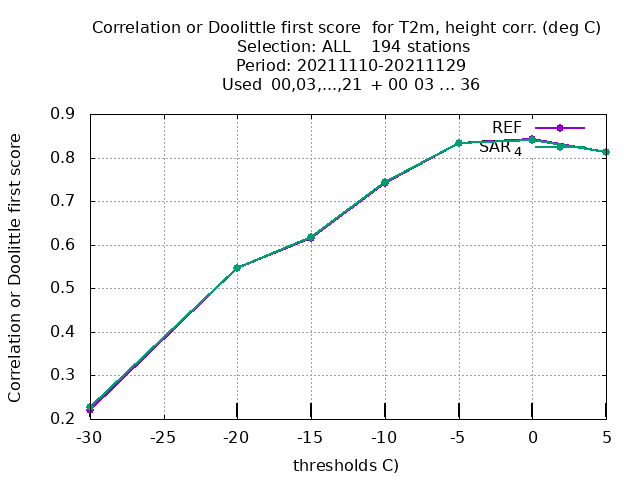 Correlation or Doolittle first score  for T2m, height corr. (deg C)
Selection: ALL    194 stations
Period: 20211110-20211129
Used  00,03,...,21  + 00 03 ... 36
Correlation or Doolittle first score
0.9
0.8
0.7
0.6
0.5
0.4
0.3
0.2
REF
SAR4
-30
-25
-20
-15
-10
-5
0
5
thresholds C)